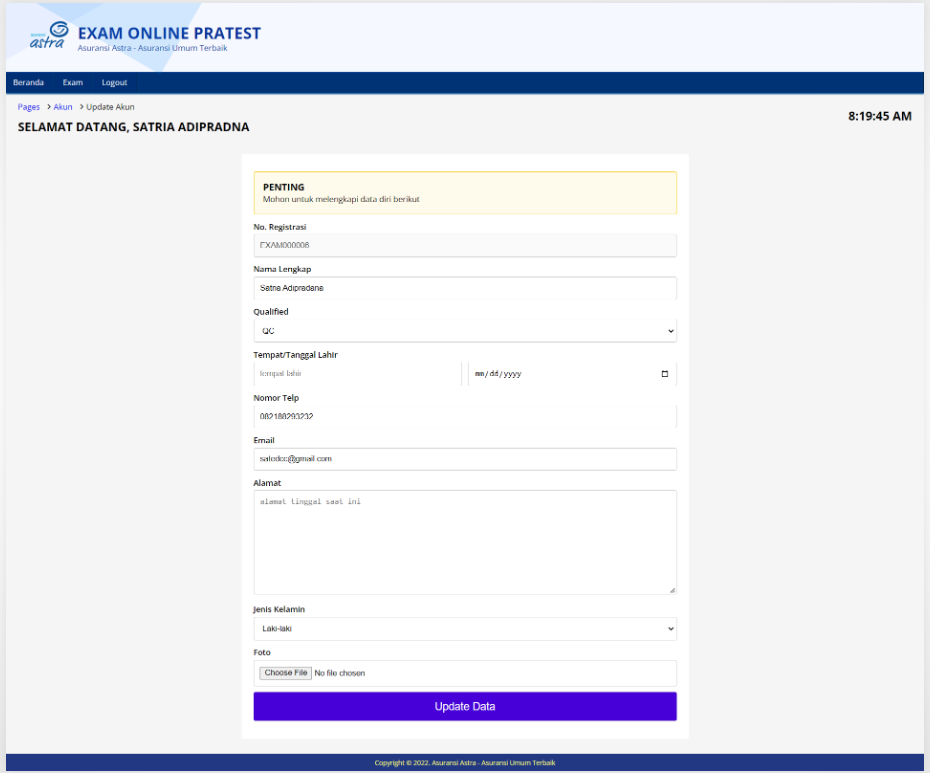 astra
EXAM ONLINE PRATEST
Asuransi Astra - Asuransi Umum Terbaik
Beranda Exam Logout
Pages > Akun > Update Akun
8:19:45 AM
SELAMAT DATANG, SATRIA ADIPRADNA
PENTING
Mohon untuk melengkapi data diri berikut
No. Registrasi
EXAM000006
Nama Lengkap
Satria Adipradana
Qualified
QC
Tempat/Tanggal Lahir
tempat lahir mm/dd/yyyy
Nomor Telp
082188293232
Email
satodcc@gmail.com
Alamat
alamat tinggal saat ini
Jenis Kelamin
Laki-laki
Foto
Choose File No file chosen
Update Data
Copyright © 2022. Asuransi Astra - Asuransi Umum Terbaik